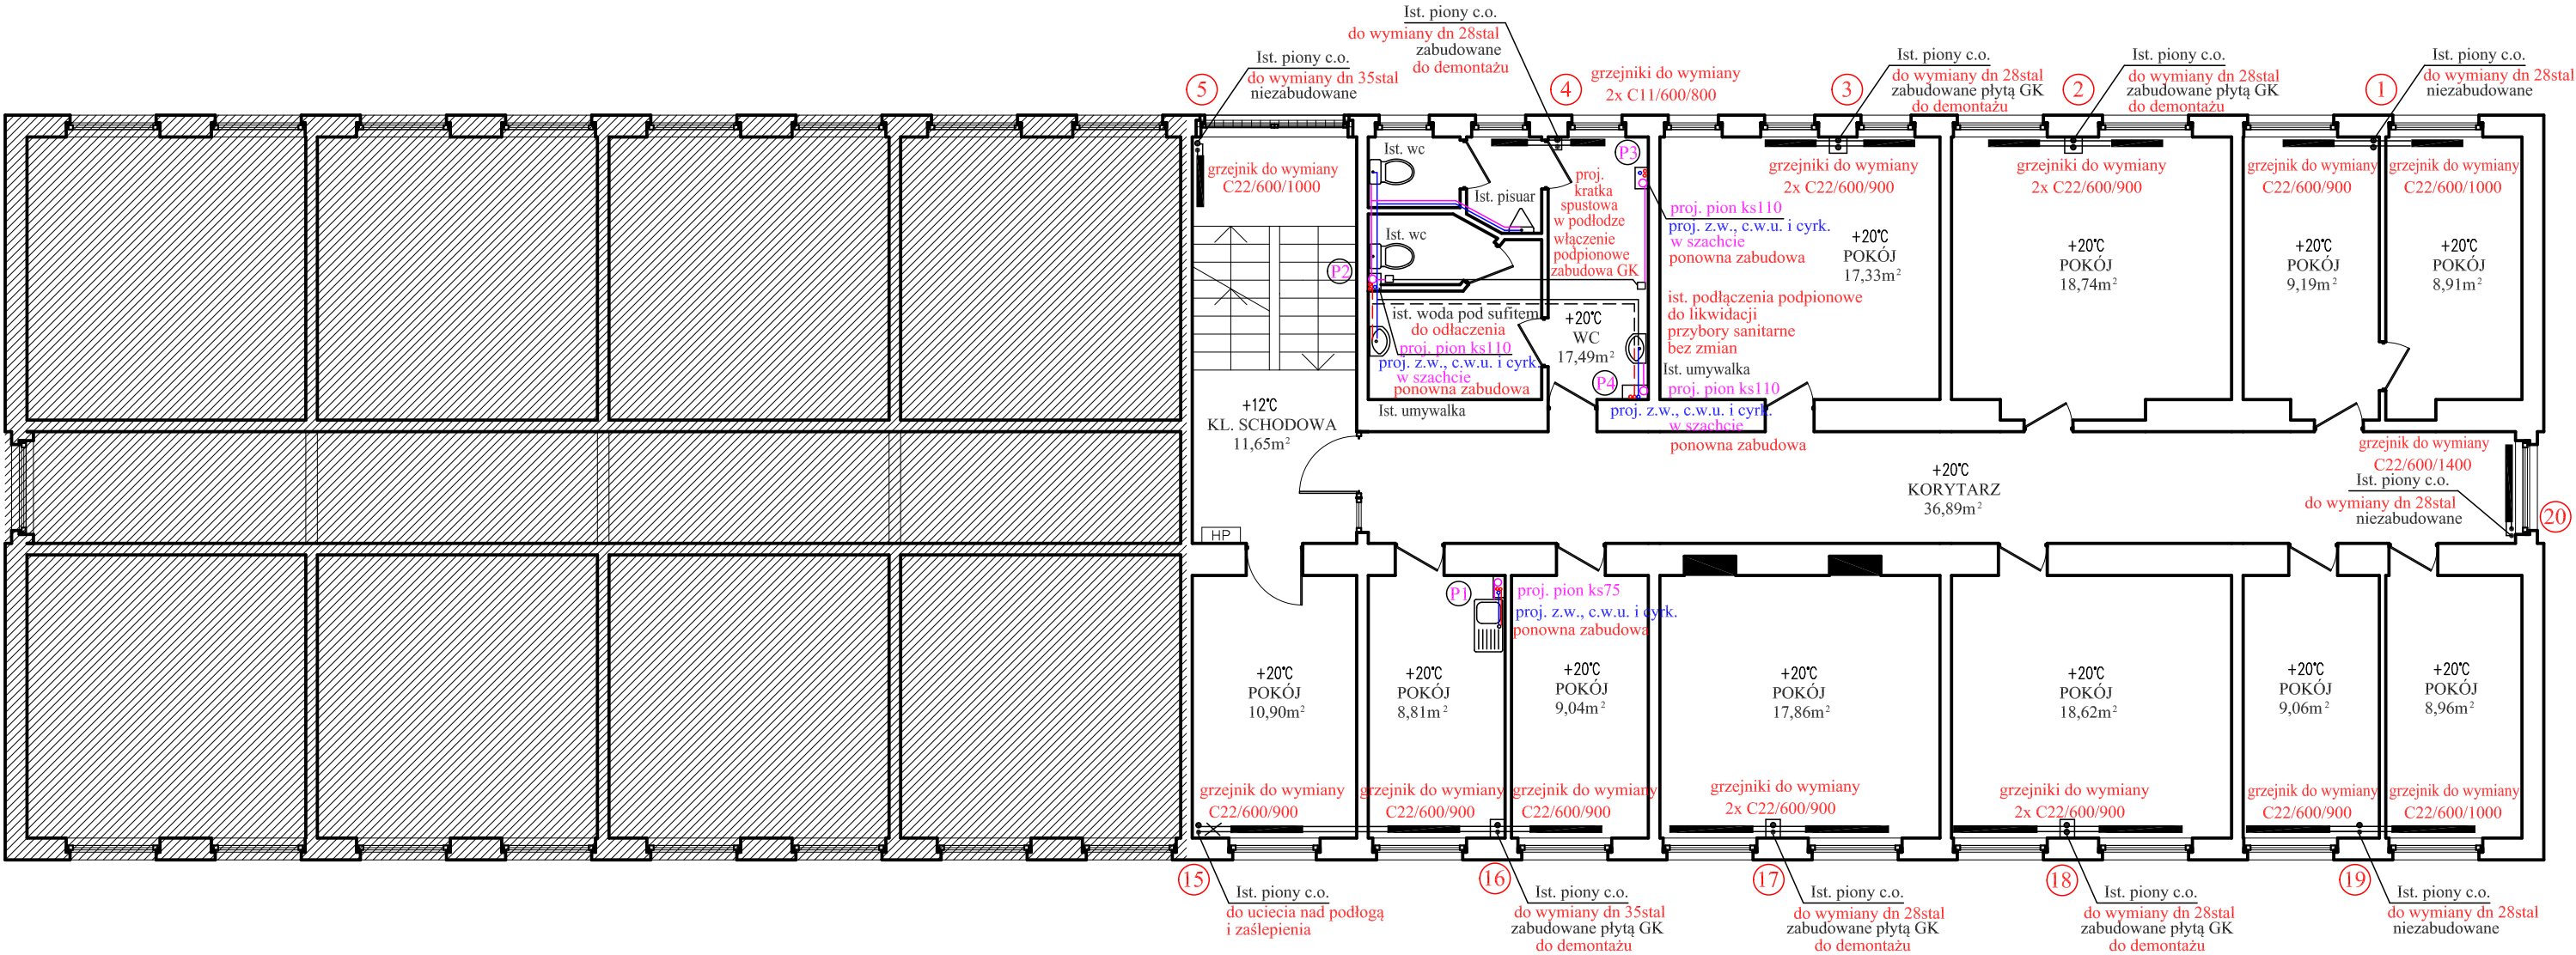 Ist. piony c.o.
do wymiany dn 28stal
zabudowane
do demontażu
Ist. piony c.o.
do wymiany dn 35stal
niezabudowane
5
4
grzejniki do wymiany
2x C11/600/800
3
Ist. piony c.o.
do wymiany dn 28stal
zabudowane płytą GK
do demontażu
2
Ist. piony c.o.
do wymiany dn 28stal
zabudowane płytą GK
do demontażu
1
Ist. piony c.o.
do wymiany dn 28stal
niezabudowane
grzejnik do wymiany
C22/600/1000
Ist. wc
Ist. pisuar
Ist. wc
P2
P3
proj.
kratka
spustowa
w podłodze
włączenie
podpionowe
zabudowa GK
grzejniki do wymiany
2x C22/600/900
proj. pion ks110
proj. z.w., c.w.u. i cyrk.
w szachcie
ponowna zabudowa
+20°C
POKÓJ
17,33m²
ist. podłączenia podpionowe
do likwidacji
przybory sanitarne
bez zmian
Ist. umywalka
proj. pion ks110
proj. z.w., c.w.u. i cyrk.
w szachcie
ponowna zabudowa
grzejniki do wymiany
2x C22/600/900
+20°C
POKÓJ
18,74m²
grzejnik do wymiany
C22/600/900
+20°C
POKÓJ
9,19m²
grzejnik do wymiany
C22/600/1000
+20°C
POKÓJ
8,91m²
ist. woda pod sufitem
do odłaczenia
proj. pion ks110
proj. z.w., c.w.u. i cyrk.
w szachcie
ponowna zabudowa
Ist. umywalka
+20°C
WC
17,49m²
P4
+12°C
KL. SCHODOWA
11,65m²
HP
+20°C
KORYTARZ
36,89m²
grzejnik do wymiany
C22/600/1400
Ist. piony c.o.
do wymiany dn 28stal
niezabudowane
20
P1
proj. pion ks75
proj. z.w., c.w.u. i cyrk.
ponowna zabudowa
+20°C
POKÓJ
10,90m²
+20°C
POKÓJ
8,81m²
+20°C
POKÓJ
9,04m²
+20°C
POKÓJ
17,86m²
+20°C
POKÓJ
18,62m²
+20°C
POKÓJ
9,06m²
+20°C
POKÓJ
8,96m²
grzejnik do wymiany
C22/600/900
grzejnik do wymiany
C22/600/900
grzejnik do wymiany
C22/600/900
grzejniki do wymiany
2x C22/600/900
grzejniki do wymiany
2x C22/600/900
grzejnik do wymiany
C22/600/900
grzejnik do wymiany
C22/600/1000
15
Ist. piony c.o.
do uciecia nad podłogą
i zaślepienia
16
Ist. piony c.o.
do wymiany dn 35stal
zabudowane płytą GK
do demontażu
17
Ist. piony c.o.
do wymiany dn 28stal
zabudowane płytą GK
do demontażu
18
Ist. piony c.o.
do wymiany dn 28stal
zabudowane płytą GK
do demontażu
19
Ist. piony c.o.
do wymiany dn 28stal
niezabudowane